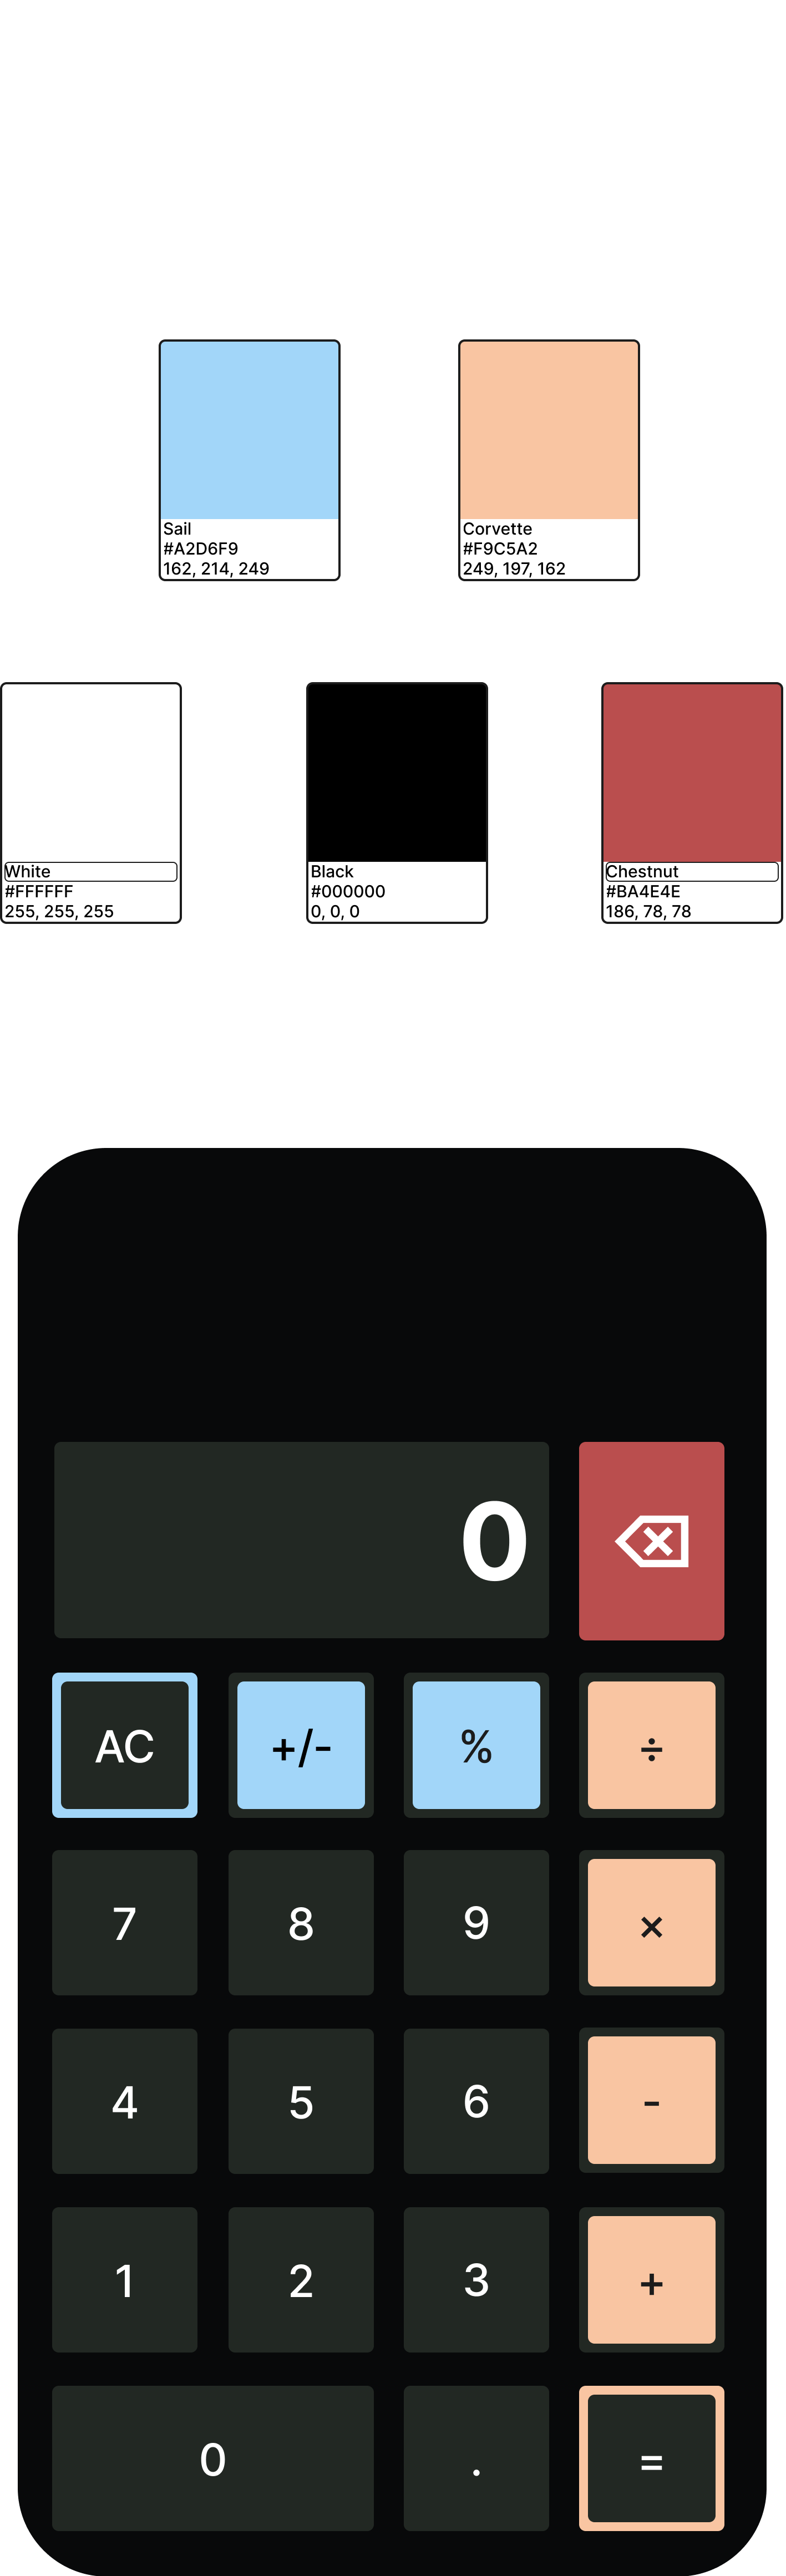 Sail
#A2D6F9
162, 214, 249
Corvette
#F9C5A2
249, 197, 162
White
#FFFFFF
255, 255, 255
Black
#000000
0, 0, 0
Chestnut
#BA4E4E
186, 78, 78
0
AC
+/-
%
÷
7
8
9
×
4
5
6
-
1
2
3
+
0
.
=